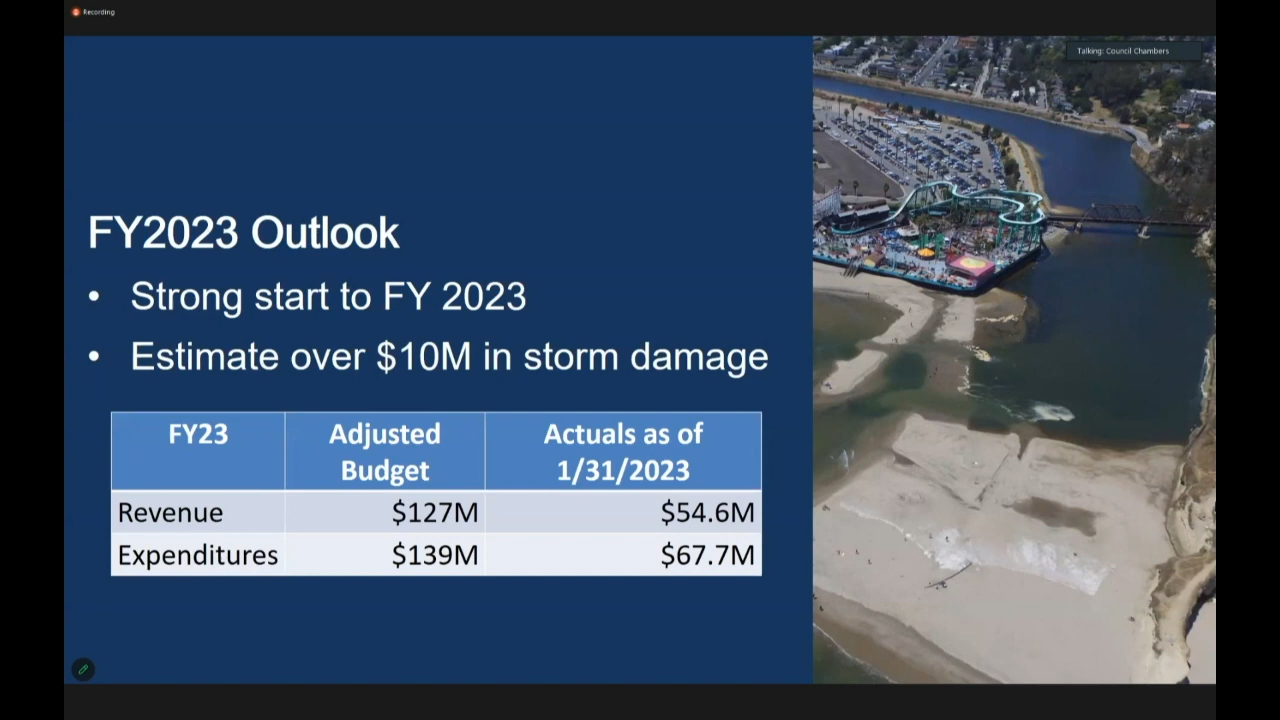 Recording
Talking: Council Chambers
FY2023 Outlook
• Strong start to FY 2023
• Estimate over $10M in storm damage
FY23 Adjusted Budget Actuals as of 1/31/2023
Revenue $127M $54.6M
Expenditures $139M $67.7M